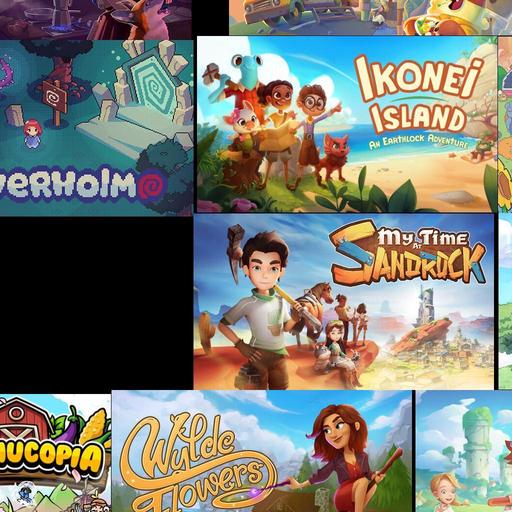 IKONEI
ISLAND
AN EARTHLOCK ADVENTURE
VERHOLM
MY TIME
AT
SANDROCK
UCOPIA
Wylde
Flowers